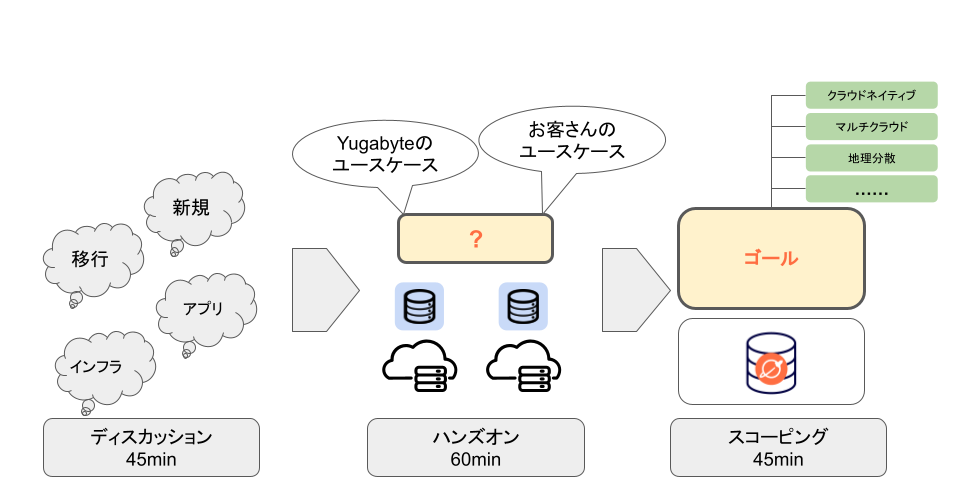 新規
移行
アプリ
インフラ
ディスカッション
45min
Yugabyteの
ユースケース
お客さんの
ユースケース
?
ハンズオン
60min
クラウドネイティブ
マルチクラウド
地理分散
......
ゴール
スコーピング
45min